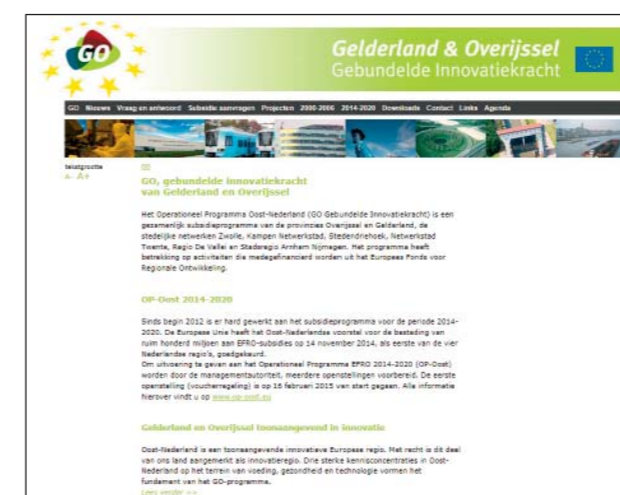 GO
Gelderland & Overijssel
Gebundelde Innovatiekracht
GO Nieuws Vraag en antwoord Subsidie aanvragen Projecten 2000-2006 2014-2020 Downloads Contact Links Agenda
tekstgrootte
A- A+
GO, gebundelde innovatiekracht
van Gelderland en Overijssel
Het Operationeel Programma Oost-Nederland (GO Gebundelde Innovatiekracht) is een
gezamenlijk subsidieprogramma van de provincies Overijssel en Gelderland, de
stedelijke netwerken Zwolle, Kampen Netwerkstad, Stedendriehoek, Netwerkstad
Twente, Regio De Vallei en Stadsregio Arnhem Nijmegen. Het programma heeft
betrekking op activiteiten die medegefinancierd worden uit het Europees Fonds voor
Regionale Ontwikkeling.
OP-Oost 2014-2020
Sinds begin 2012 is er hard gewerkt aan het subsidieprogramma voor de periode 2014-
2020. De Europese Unie heeft het Oost-Nederlandse voorstel voor de besteding van
ruim honderd miljoen aan EFRO-subsidies op 14 november 2014, als eerste van de vier
Nederlandse regio's, goedgekeurd.
Om uitvoering te geven aan het Operationeel Programma EFRO 2014-2020 (OP-Oost)
worden door de managementautoriteit, meerdere openstellingen voorbereid. De eerste
openstelling (voucherregeling) is op 16 februari 2015 van start gegaan. Alle informatie
hierover vindt u op www.op-oost.eu
Gelderland en Overijssel toonaangevend in innovatie
Oost-Nederland is een toonaangevende innovatieve Europese regio. Met recht is dit deel
van ons land aangemerkt als innovatieregio. Drie sterke kennisconcentraties in Oost-
Nederland op het terrein van voeding, gezondheid en technologie vormen het
fundament van het GO-programma.
Lees verder >>